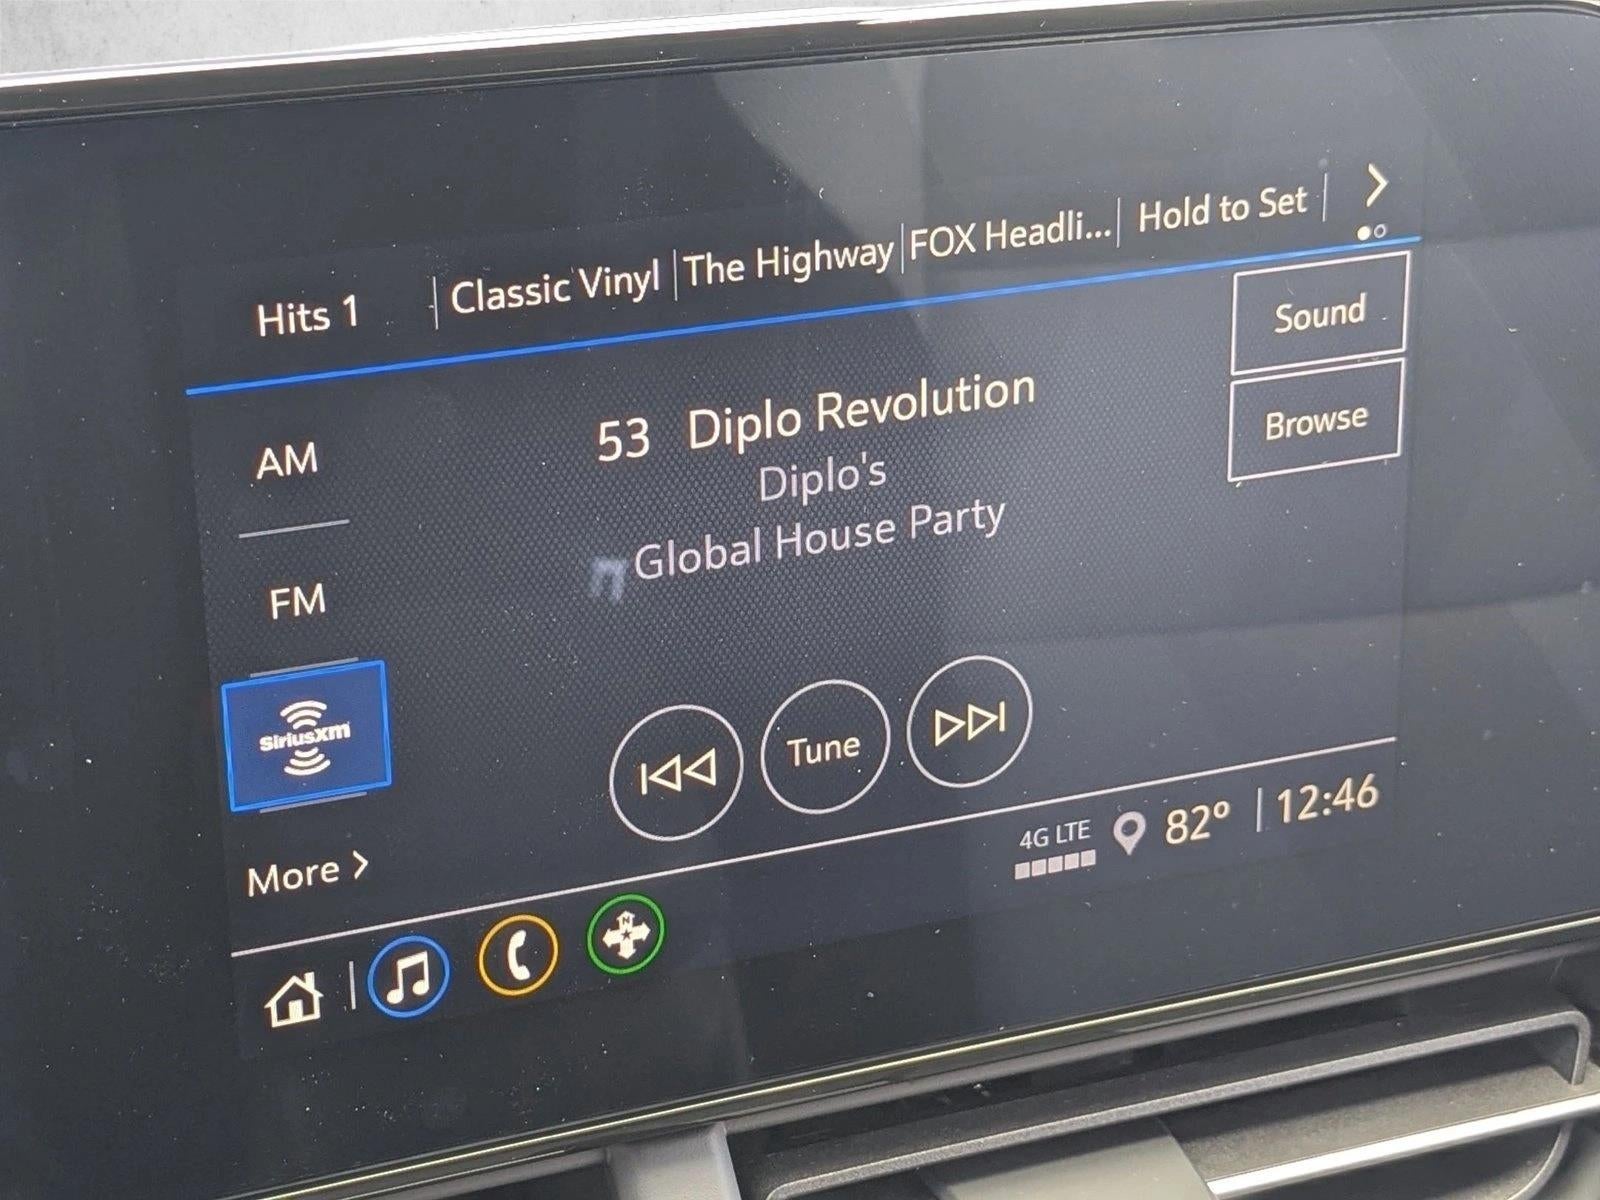 Hits 1 Classic Vinyl The Highway FOX Headli... Hold to Set
Sound
Browse
AM
FM
SiriusXm
More >
53 Diplo Revolution
Diplo's
Global House Party
Tune
4G LTE 82° 12:46
N